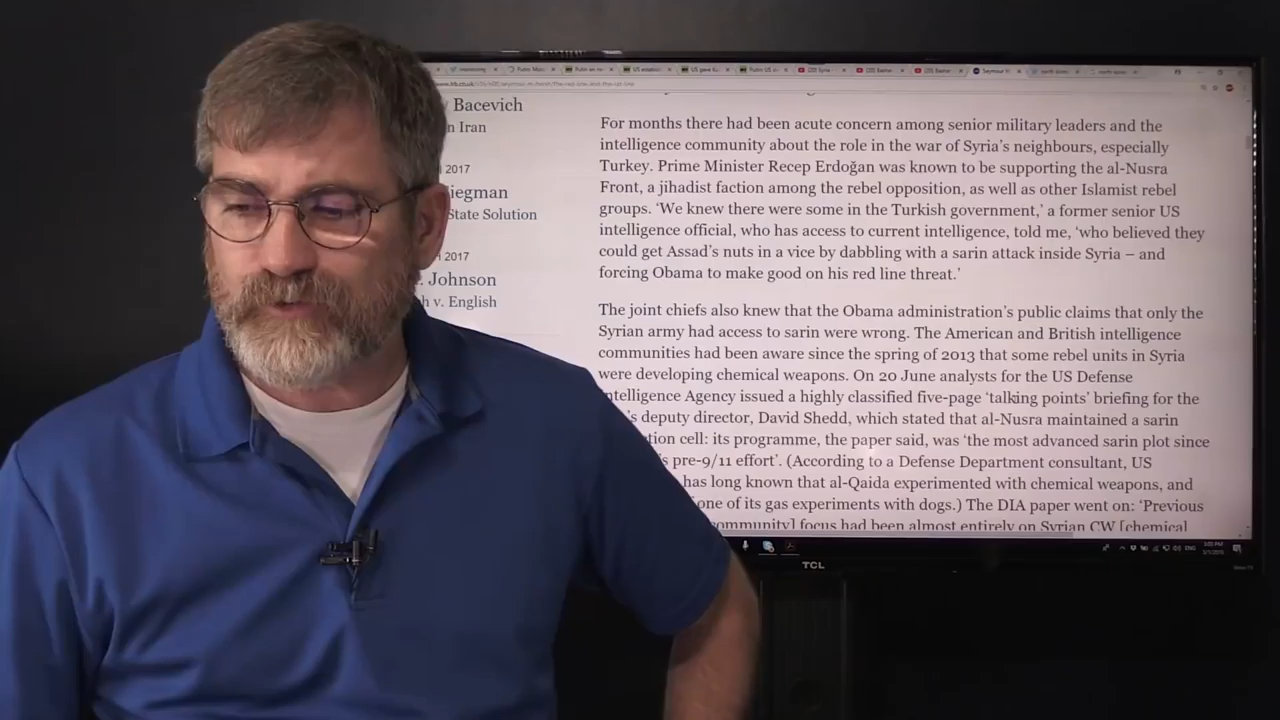 Bacevich
n Iran
2017
iegman
State Solution
2017
. Johnson
h v. English
For months there had been acute concern among senior military leaders and the
intelligence community about the role in the war of Syria's neighbours, especially
Turkey. Prime Minister Recep Erdoğan was known to be supporting the al-Nusra
Front, a jihadist faction among the rebel opposition, as well as other Islamist rebel
groups. 'We knew there were some in the Turkish government,' a former senior US
intelligence official, who has access to current intelligence, told me, 'who believed they
could get Assad's nuts in a vice by dabbling with a sarin attack inside Syria – and
forcing Obama to make good on his red line threat.'
The joint chiefs also knew that the Obama administration's public claims that only the
Syrian army had access to sarin were wrong. The American and British intelligence
communities had been aware since the spring of 2013 that some rebel units in Syria
were developing chemical weapons. On 20 June analysts for the US Defense
ntelligence Agency issued a highly classified five-page 'talking points' briefing for the
's deputy director, David Shedd, which stated that al-Nusra maintained a sarin
tion cell: its programme, the paper said, was 'the most advanced sarin plot since
s pre-9/11 effort'. (According to a Defense Department consultant, US
has long known that al-Qaida experimented with chemical weapons, and
one of its gas experiments with dogs.) The DIA paper went on: 'Previous
community] focus had been almost entirely on Syrian CW [chemical
TCL